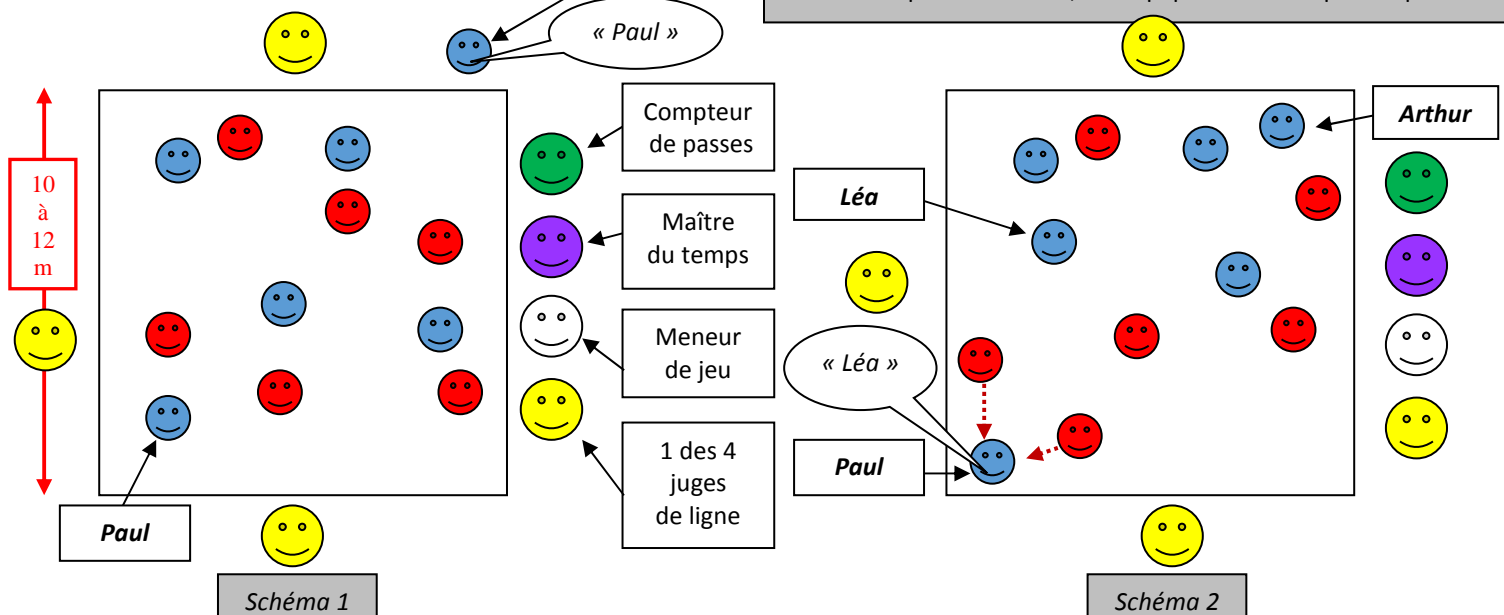 « Paul »
Compteur
de passes
Maître
du temps
Meneur
de jeu
1 des 4
juges
de ligne
10
à
12
m
Paul
Schéma 1
Arthur
Léa
« Léa »
Paul
Schéma 2